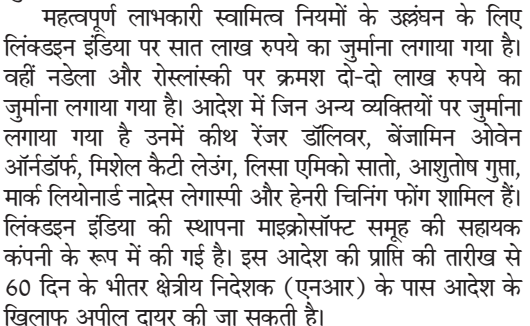 महत्वपूर्ण लाभकारी स्वामित्व नियमों के उल्लंघन के लिए
लिंक्डइन इंडिया पर सात लाख रुपये का जुर्माना लगाया गया है।
वहीं नडेला और रोस्लांस्की पर क्रमश दो-दो लाख रुपये का
जुर्माना लगाया गया है। आदेश में जिन अन्य व्यक्तियों पर जुर्माना
लगाया गया है उनमें कीथ रेंजर डॉलिवर, बेंजामिन ओवेन
ऑर्नडॉर्फ, मिशेल कैटी लेउंग, लिसा एमिको सातो, आशुतोष गुप्ता,
मार्क लियोनार्ड नाद्रेस लेगास्पी और हेनरी चिनिंग फोंग शामिल हैं।
लिंक्डइन इंडिया की स्थापना माइक्रोसॉफ्ट समूह की सहायक
कंपनी के रूप में की गई है। इस आदेश की प्राप्ति की तारीख से
60 दिन के भीतर क्षेत्रीय निदेशक (एनआर) के पास आदेश के
खिलाफ अपील दायर की जा सकती है।